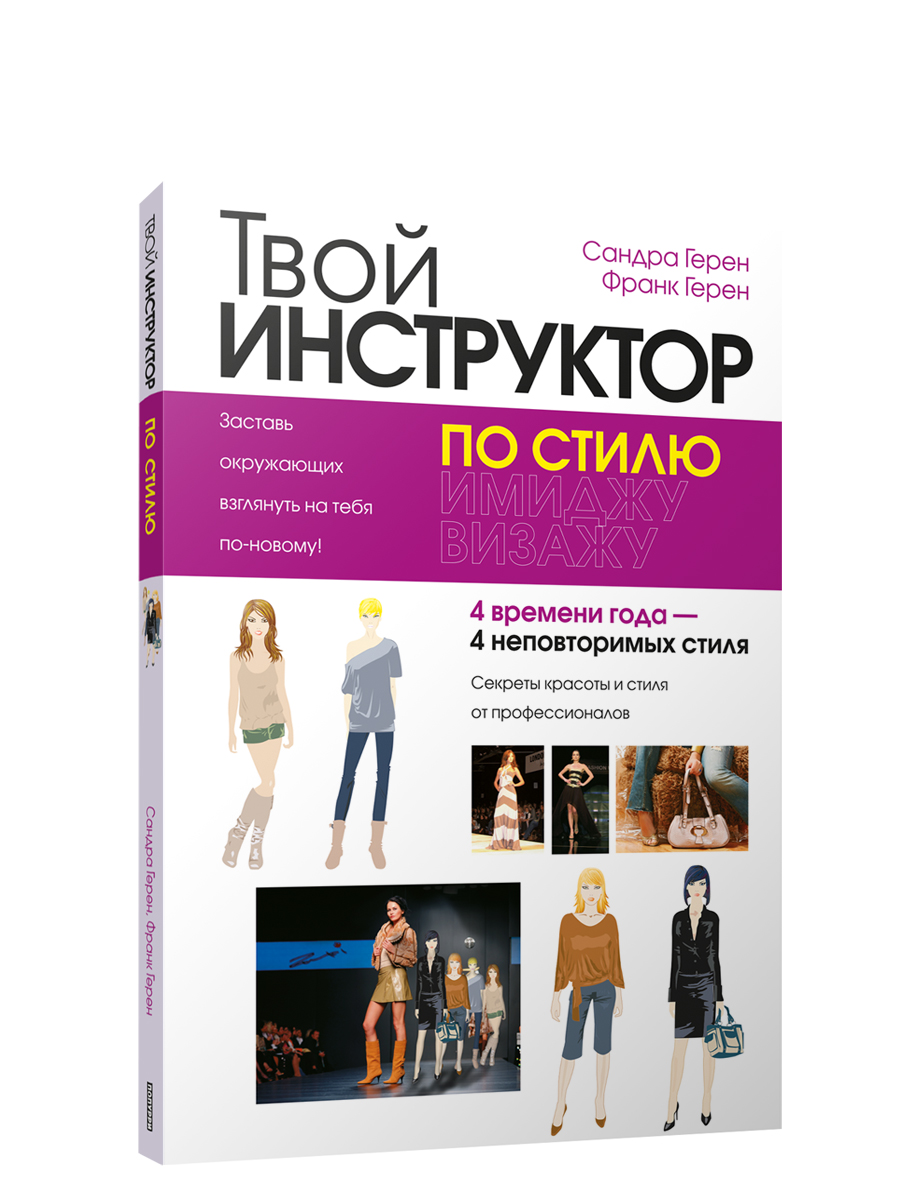 Твой
ИНСТРУКТОР
Сандра Герен
Франк Герен
Заставь
окружающих
взглянуть на тебя
по-новому!
ПО СТИЛЮ
ИМИДЖУ
ВИЗАЖУ
4 времени года —
4 неповторимых стиля
Секреты красоты и стиля
от профессионалов
ТВОЙ ИНСТРУКТОР
ПО СТИЛЮ
Сандра Герен, Франк Герен
ПОПУРРИ